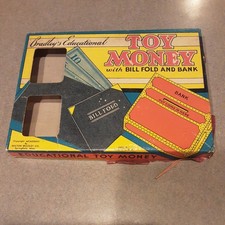 Bradley's Educational
TOY
MONEY
WITH BILL FOLD AND BANK
BILL FOLD
BANK
EDUCATIONAL TOY MONEY